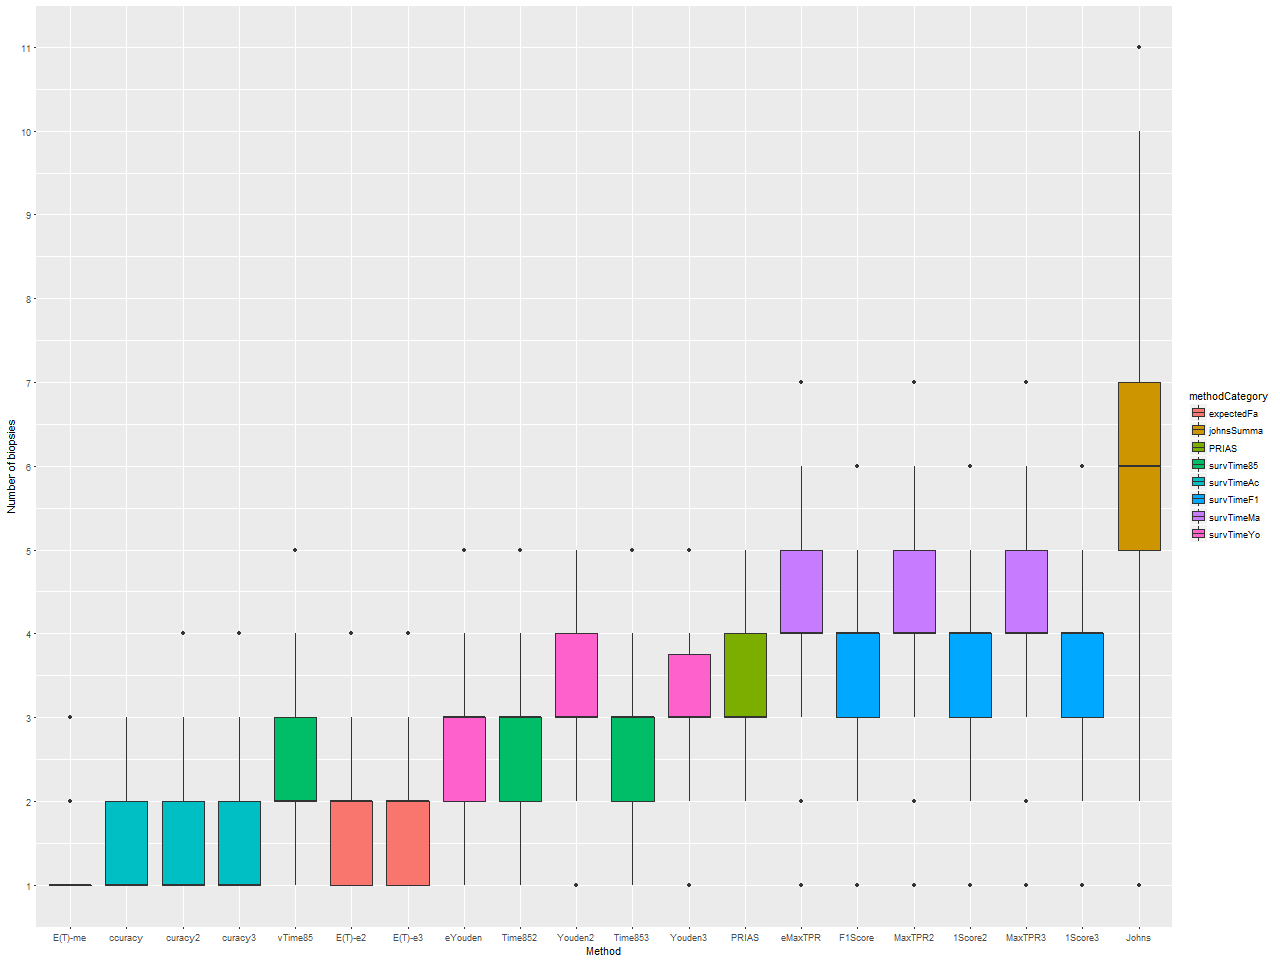 11
10
9
8
7
6
5
4
3
2
1
Number of biopsies
E(T)-me ccuracy curacy2 curacy3 vTime85 E(T)-e2 E(T)-e3 eYouden Time852 Youden2 Time853 Youden3 PRIAS eMaxTPR F1Score MaxTPR2 1Score2 MaxTPR3 1Score3 Johns
Method
methodCategory
expectedFa
johnsSumma
PRIAS
survTime85
survTimeAc
survTimeF1
survTimeMa
survTimeYo